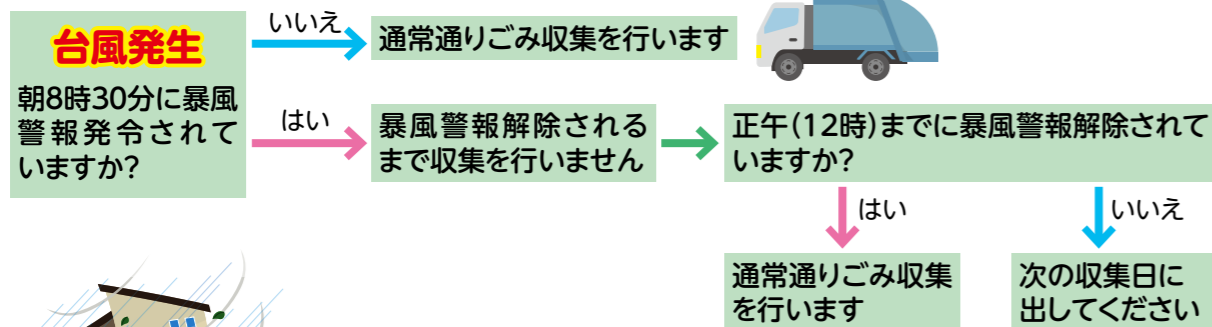 台風発生
朝8時30分に暴風
警報発令されて
いますか?
いいえ
通常通りごみ収集を行います
はい
暴風警報解除される
まで収集を行いません
正午(12時)までに暴風警報解除されて
いますか?
はい
通常通りごみ収集
を行います
いいえ
次の収集日に
出してください